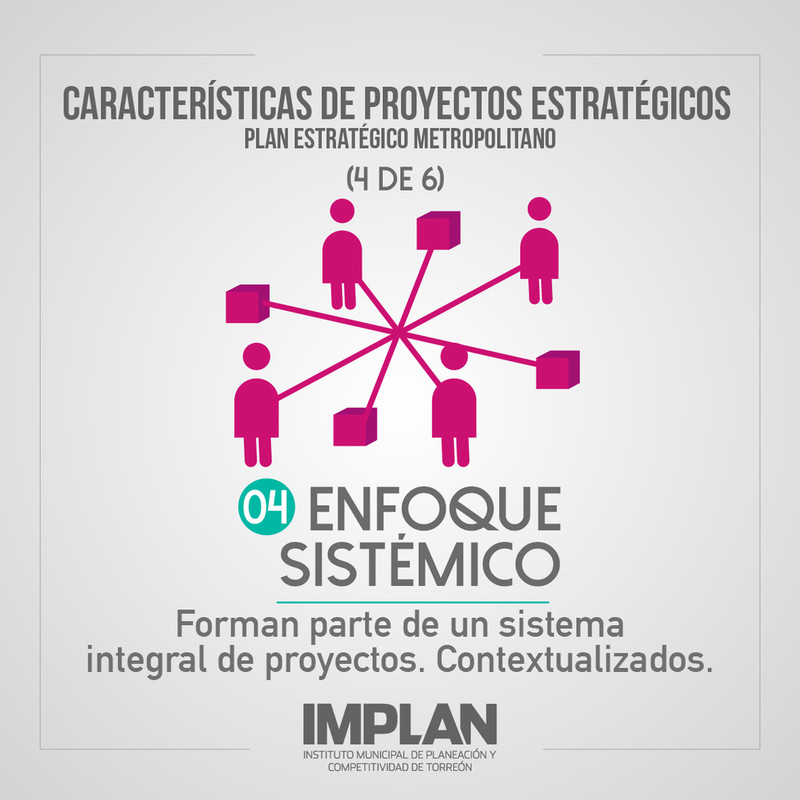 CARACTERÍSTICAS DE PROYECTOS ESTRATÉGICOS
PLAN ESTRATÉGICO METROPOLITANO
(4 DE 6)
04 ENFOQUE
SISTÉMICO
Forman parte de un sistema
integral de proyectos. Contextualizados.
IMPLAN
INSTITUTO MUNICIPAL DE PLANEACIÓN Y
COMPETITIVIDAD DE TORREÓN